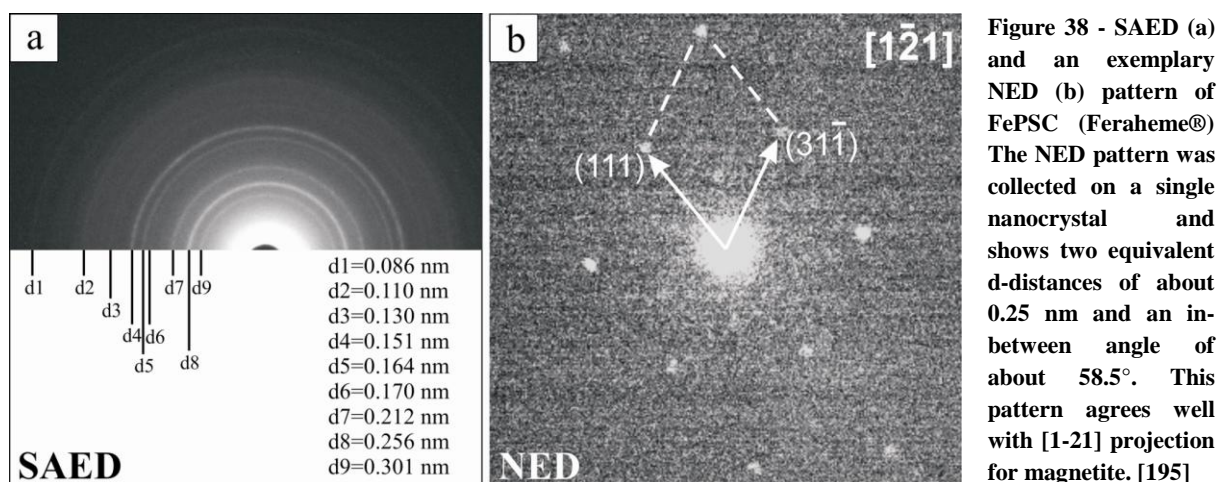 a
d1
d2
d3
d4
d5
d6
d7
d8
d9
d1=0.086 nm
d2=0.110 nm
d3=0.130 nm
d4=0.151 nm
d5=0.164 nm
d6=0.170 nm
d7=0.212 nm
d8=0.256 nm
d9=0.301 nm
SAED
b
[12̄1]
(111)
(311̄)
NED
Figure 38 - SAED (a)
and an exemplary
NED (b) pattern of
FePSC (Feraheme®)
The NED pattern was
collected on a single
nanocrystal and
shows two equivalent
d-distances of about
0.25 nm and an in-
between angle of
about 58.5°. This
pattern agrees well
with [1-21] projection
for magnetite. [195]